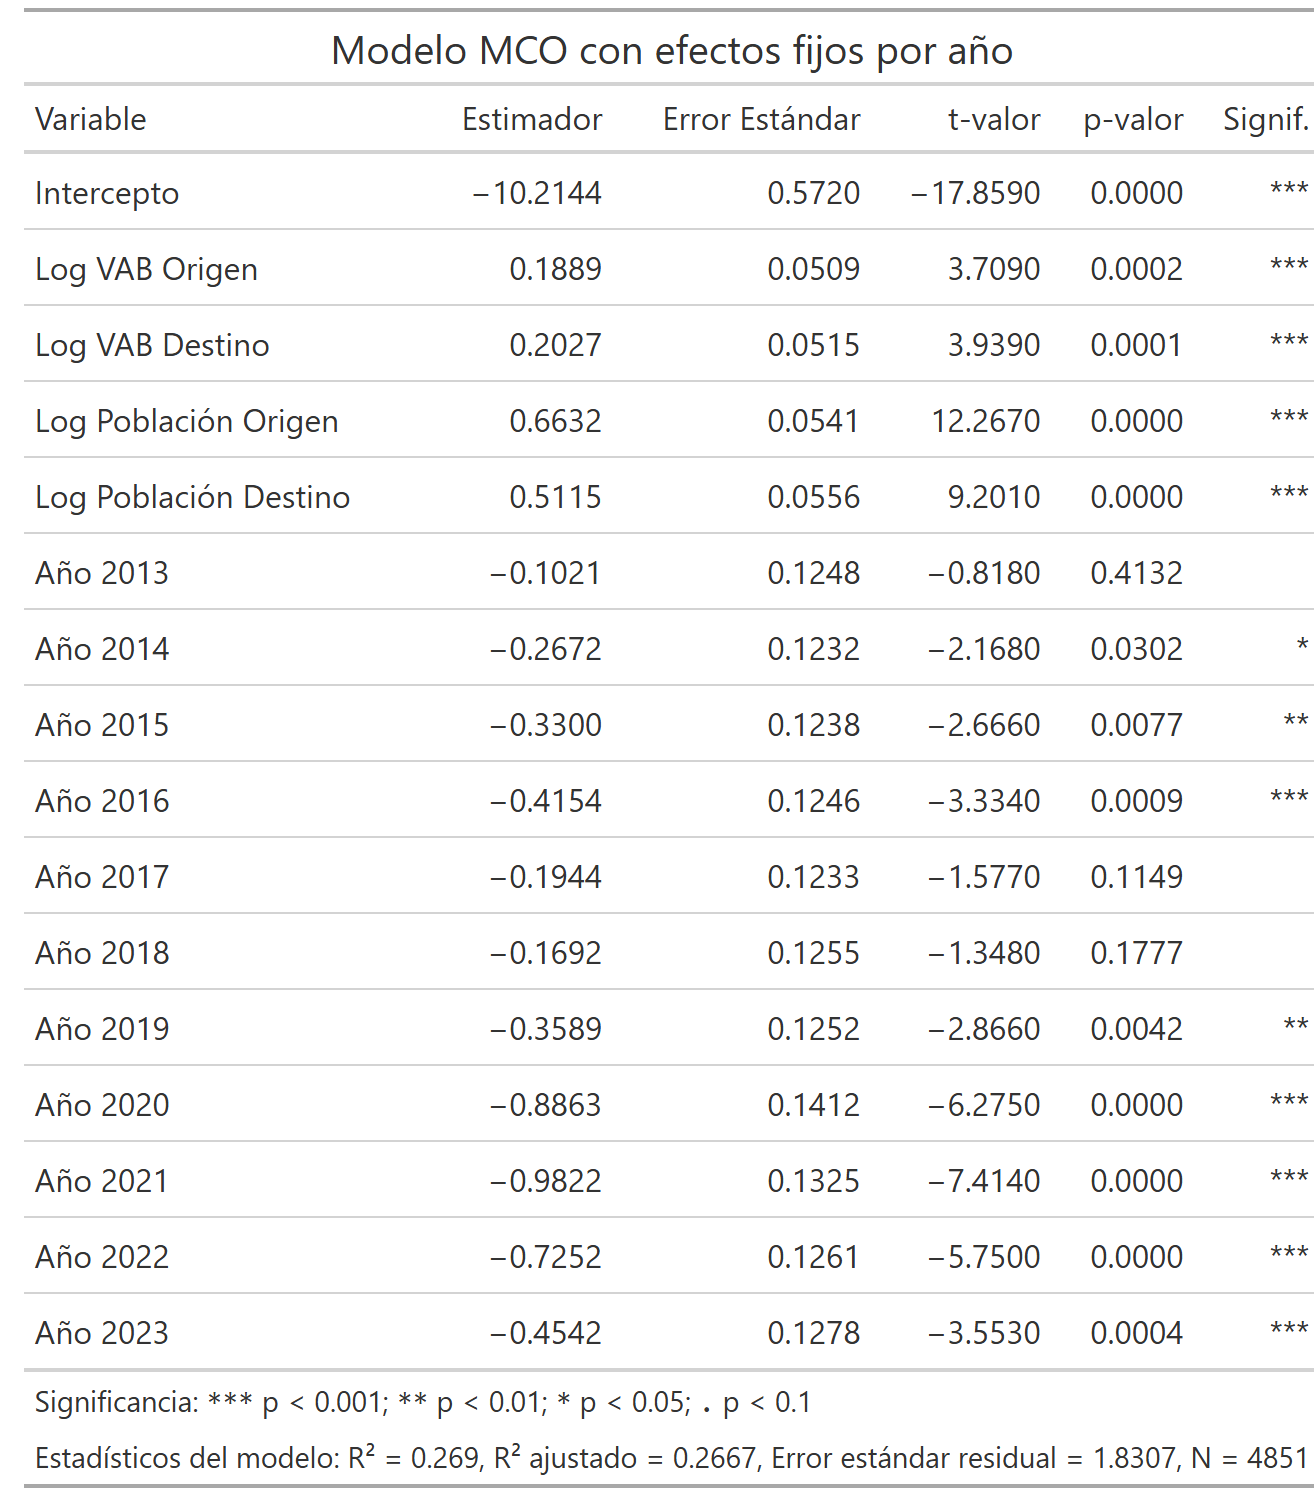 Modelo MCO con efectos fijos por año
Variable Estimador Error Estándar t-valor p-valor Signif.
Intercepto −10.2144 0.5720 −17.8590 0.0000 ***
Log VAB Origen 0.1889 0.0509 3.7090 0.0002 ***
Log VAB Destino 0.2027 0.0515 3.9390 0.0001 ***
Log Población Origen 0.6632 0.0541 12.2670 0.0000 ***
Log Población Destino 0.5115 0.0556 9.2010 0.0000 ***
Año 2013 −0.1021 0.1248 −0.8180 0.4132
Año 2014 −0.2672 0.1232 −2.1680 0.0302 *
Año 2015 −0.3300 0.1238 −2.6660 0.0077 **
Año 2016 −0.4154 0.1246 −3.3340 0.0009 ***
Año 2017 −0.1944 0.1233 −1.5770 0.1149
Año 2018 −0.1692 0.1255 −1.3480 0.1777
Año 2019 −0.3589 0.1252 −2.8660 0.0042 **
Año 2020 −0.8863 0.1412 −6.2750 0.0000 ***
Año 2021 −0.9822 0.1325 −7.4140 0.0000 ***
Año 2022 −0.7252 0.1261 −5.7500 0.0000 ***
Año 2023 −0.4542 0.1278 −3.5530 0.0004 ***
Significancia: *** p < 0.001; ** p < 0.01; * p < 0.05; . p < 0.1
Estadísticos del modelo: R² = 0.269, R² ajustado = 0.2667, Error estándar residual = 1.8307, N = 4851